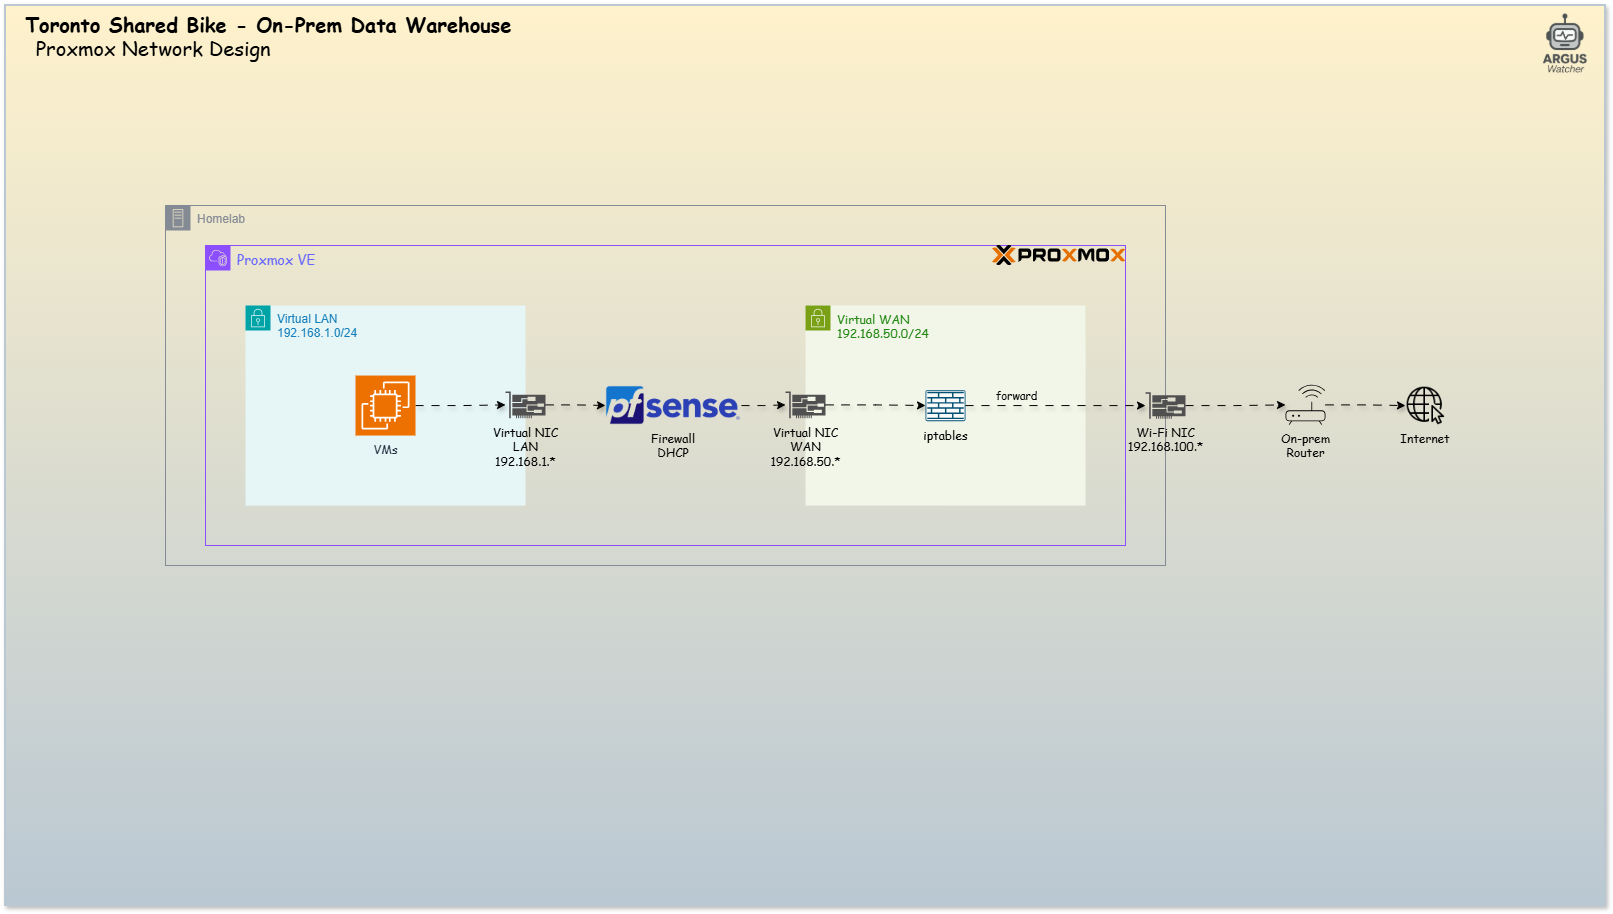 Toronto Shared Bike - On-Prem Data Warehouse
Proxmox Network Design
ARGUS
Watcher
Homelab
Proxmox VE
PROXMOX
Virtual LAN
192.168.1.0/24
Virtual WAN
192.168.50.0/24
VMs
Virtual NIC
LAN
192.168.1.*
pfsense
Firewall
DHCP
Virtual NIC
WAN
192.168.50.*
iptables
forward
Wi-Fi NIC
192.168.100.*
On-prem
Router
Internet